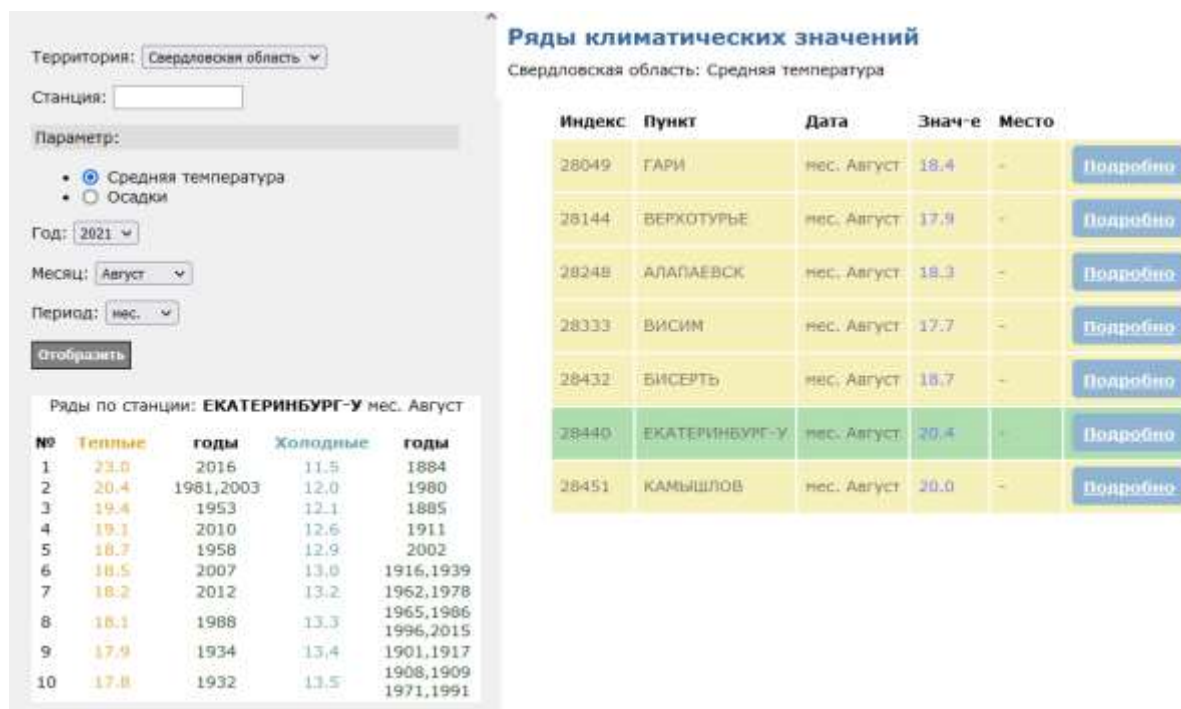 Территория: Свердловская область
Станция:
Параметр:
Средняя температура
Осадки
Год: 2021
Месяц: Август
Период: мес.
Отобразить
Ряды по станции: ЕКАТЕРИНБУРГ-У мес. Август
№ Теплые годы Холодные годы
1 23.0 2016 11.5 1884
2 20.4 1981,2003 12.0 1980
3 19.4 1953 12.1 1885
4 19.1 2010 12.6 1911
5 18.7 1958 12.9 2002
6 18.5 2007 13.0 1916,1939
7 18.2 2012 13.2 1962,1978
8 18.1 1988 13.3 1965,1986
1996,2015
9 17.9 1934 13.4 1901,1917
10 17.8 1932 13.5 1908,1909
1971,1991
Ряды климатических значений
Свердловская область: Средняя температура
Индекс Пункт Дата Знач-е Место
28049 ГАРИ мес. Август 18.4 - Подробно
28144 ВЕРХОТУРЬЕ мес. Август 17.9 - Подробно
28248 АЛАПАЕВСК мес. Август 18.3 - Подробно
28333 ВИСИМ мес. Август 17.7 - Подробно
28432 БИСЕРТЬ мес. Август 18.7 - Подробно
28440 ЕКАТЕРИНБУРГ-У мес. Август 20.4 - Подробно
28451 КАМЫШЛОВ мес. Август 20.0 - Подробно